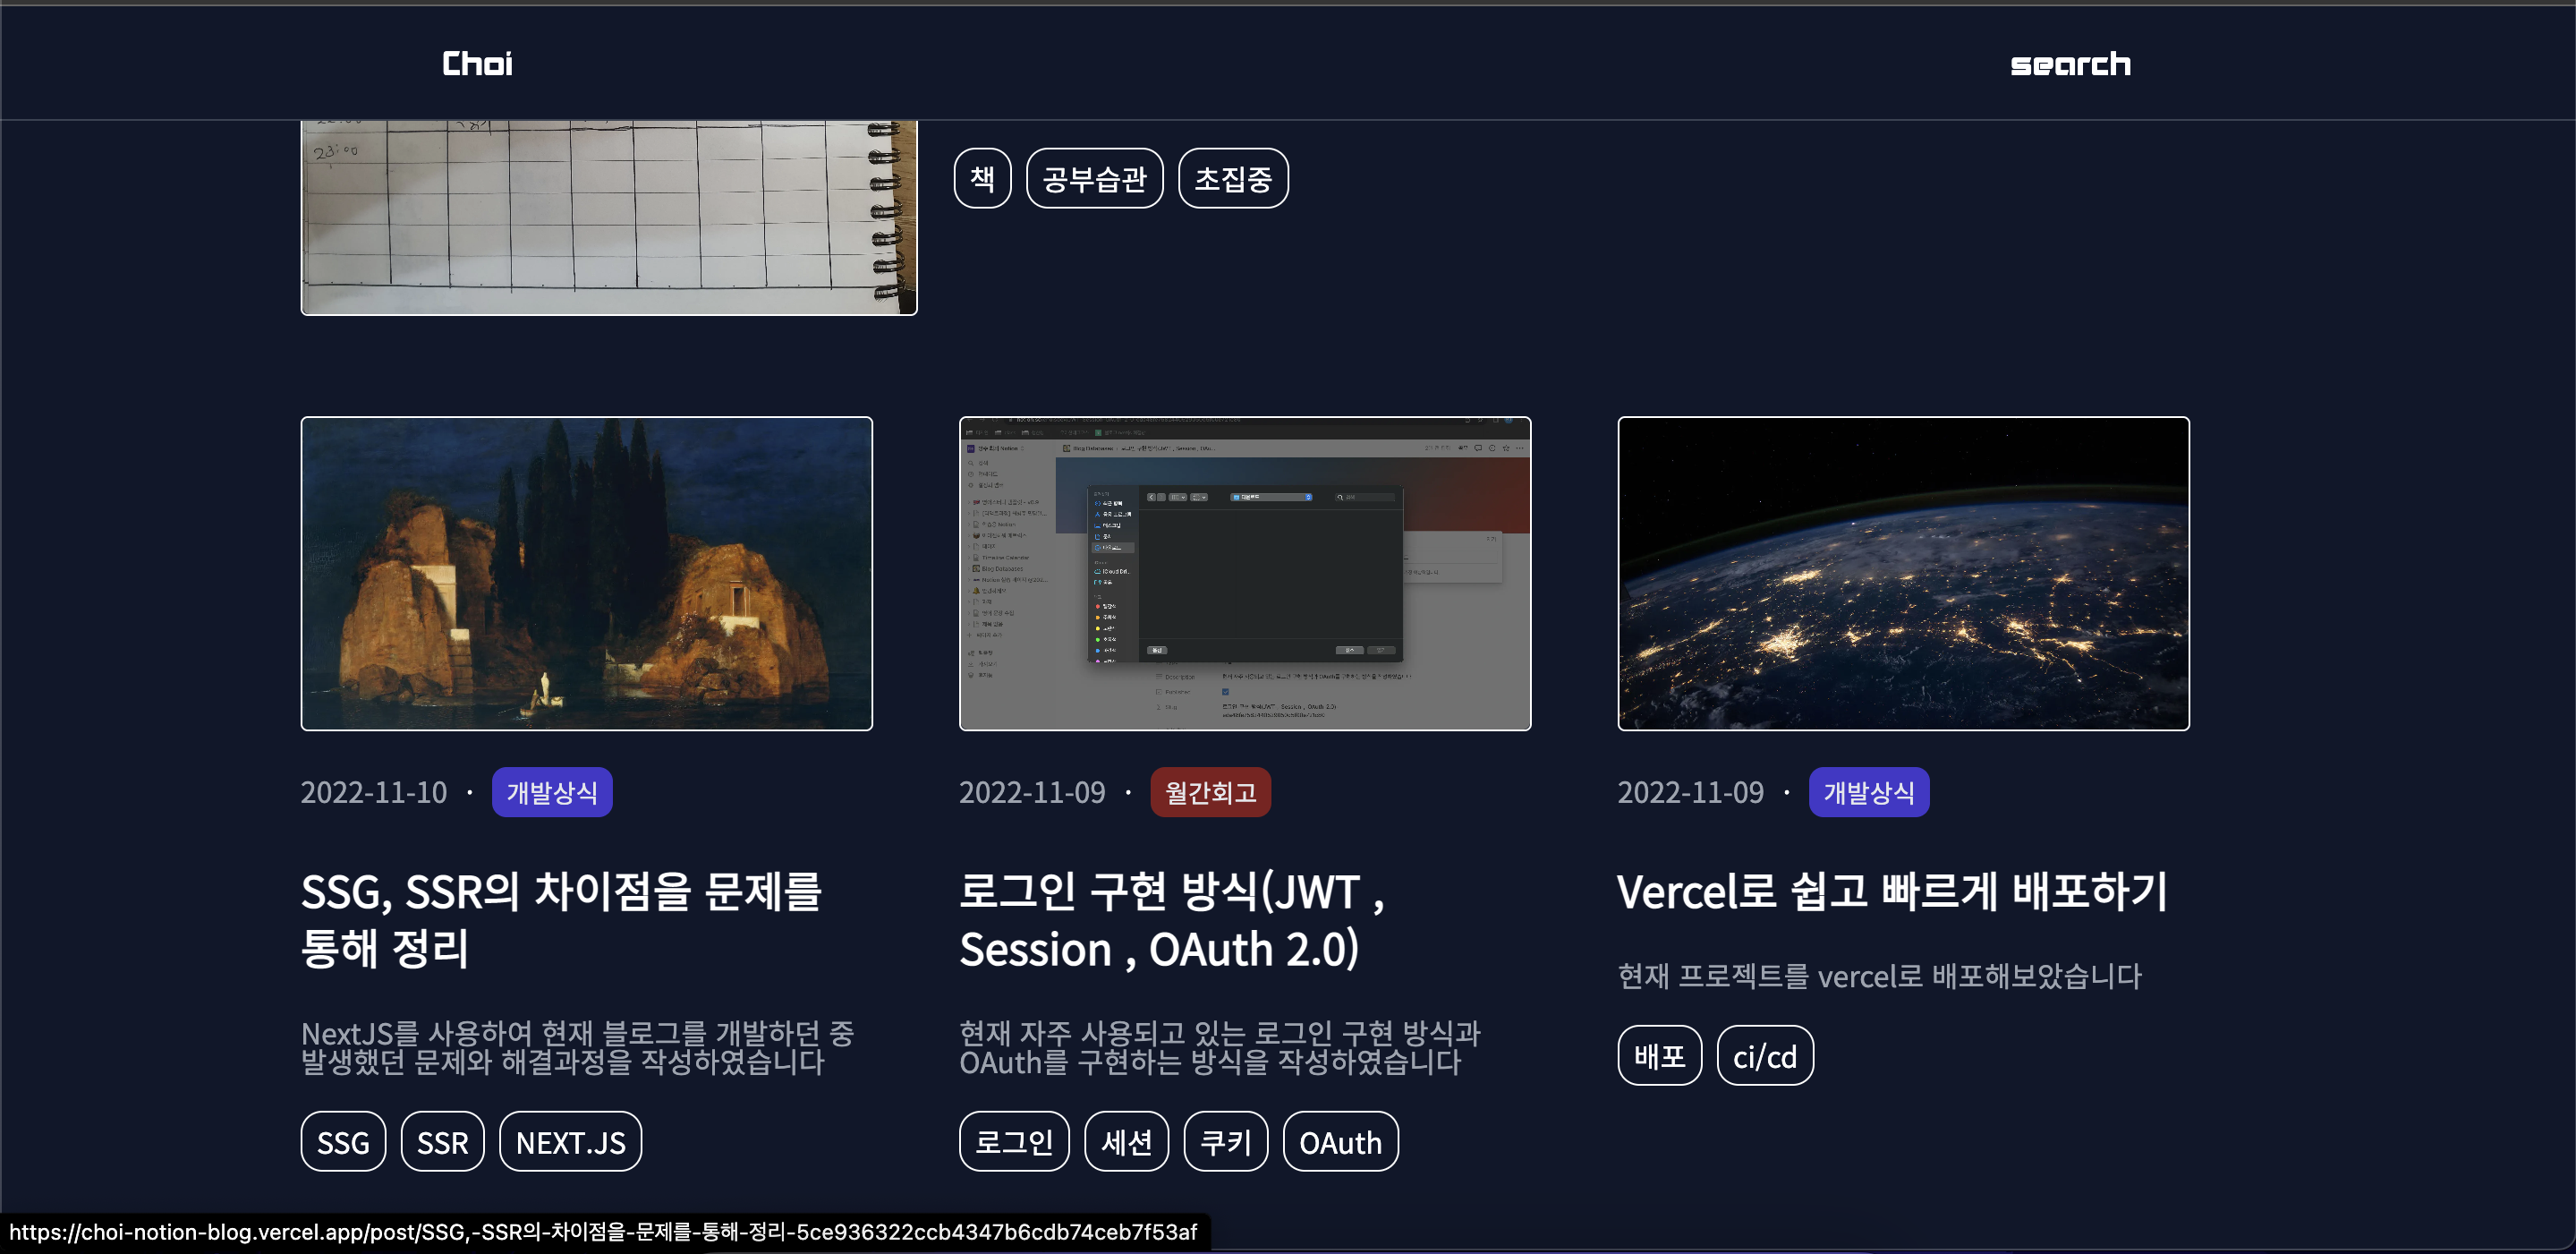 Choi
search
23:00
책
공부습관
초집중
Blog Databases
Timeline Calendar
Blog Databases
iCloud Dri...
2022-11-10 · 개발상식
SSG, SSR의 차이점을 문제를
통해 정리
NextJS를 사용하여 현재 블로그를 개발하던 중
발생했던 문제와 해결과정을 작성하였습니다
SSG
SSR
NEXT.JS
2022-11-09 · 월간회고
로그인 구현 방식(JWT ,
Session , OAuth 2.0)
현재 자주 사용되고 있는 로그인 구현 방식과
OAuth를 구현하는 방식을 작성하였습니다
로그인
세션
쿠키
OAuth
2022-11-09 · 개발상식
Vercel로 쉽고 빠르게 배포하기
현재 프로젝트를 vercel로 배포해보았습니다
배포
ci/cd
https://choi-notion-blog.vercel.app/post/SSG,-SSR의-차이점을-문제를-통해-정리-5ce936322ccb4347b6cdb74ceb7f53af